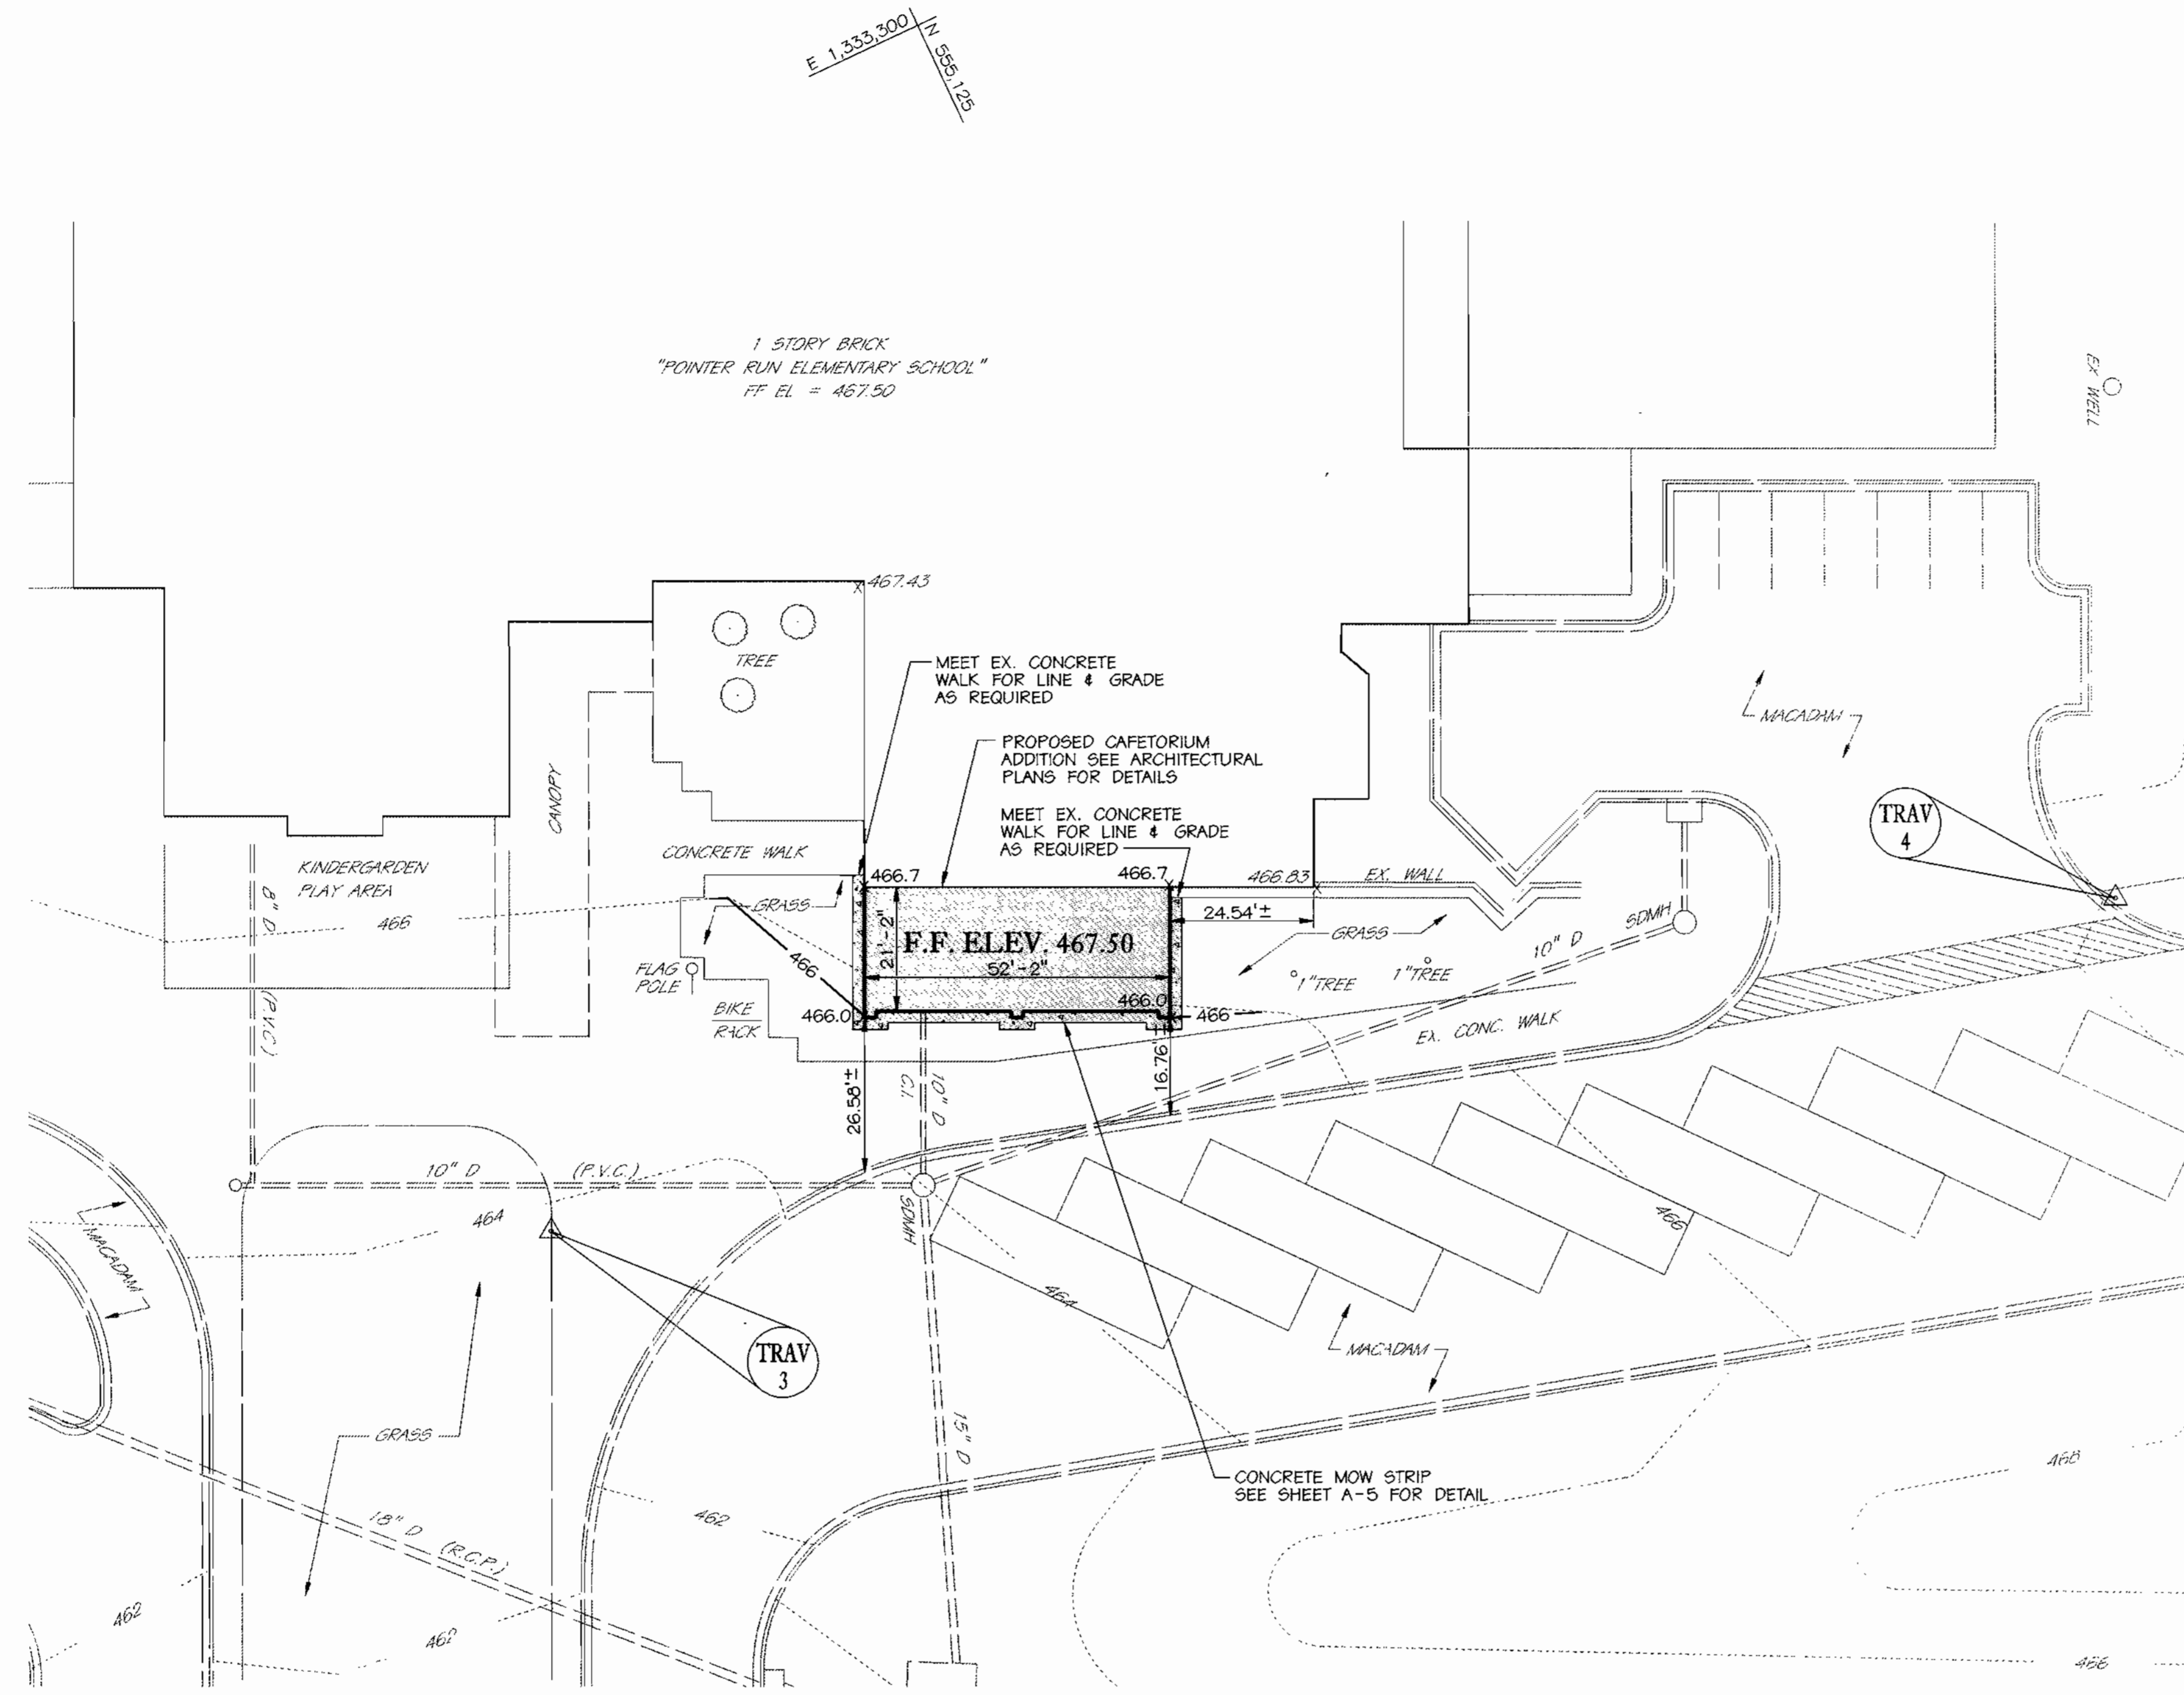 E 1,333,300
N 555,125
1 STORY BRICK
"POINTER RUN ELEMENTARY SCHOOL"
FF EL = 467.50
EX WELL
467.43
TREE
MEET EX. CONCRETE
WALK FOR LINE & GRADE
AS REQUIRED
PROPOSED CAFETORIUM
ADDITION SEE ARCHITECTURAL
PLANS FOR DETAILS
MEET EX. CONCRETE
WALK FOR LINE & GRADE
AS REQUIRED
MACADAM
TRAV
4
CANOPY
CONCRETE WALK
KINDERGARDEN
PLAY AREA
466
8" D
(P.V.C.)
466.7
466.7
466.83
EX. WALL
GRASS
24.54'±
GRASS
SDMH
10" D
21'-2"
F.F. ELEV. 467.50
52'-2"
466
FLAG
POLE
1"TREE
1"TREE
BIKE
RACK
466.0
466.0
466
EX. CONC. WALK
26.58'±
10" D
C.I.
16.76'±
10" D
(P.V.C.)
SDMH
464
MACADAM
466
464
TRAV
3
MACADAM
GRASS
15" D
CONCRETE MOW STRIP
SEE SHEET A-5 FOR DETAIL
468
18" D
(R.C.P.)
462
462
462
466